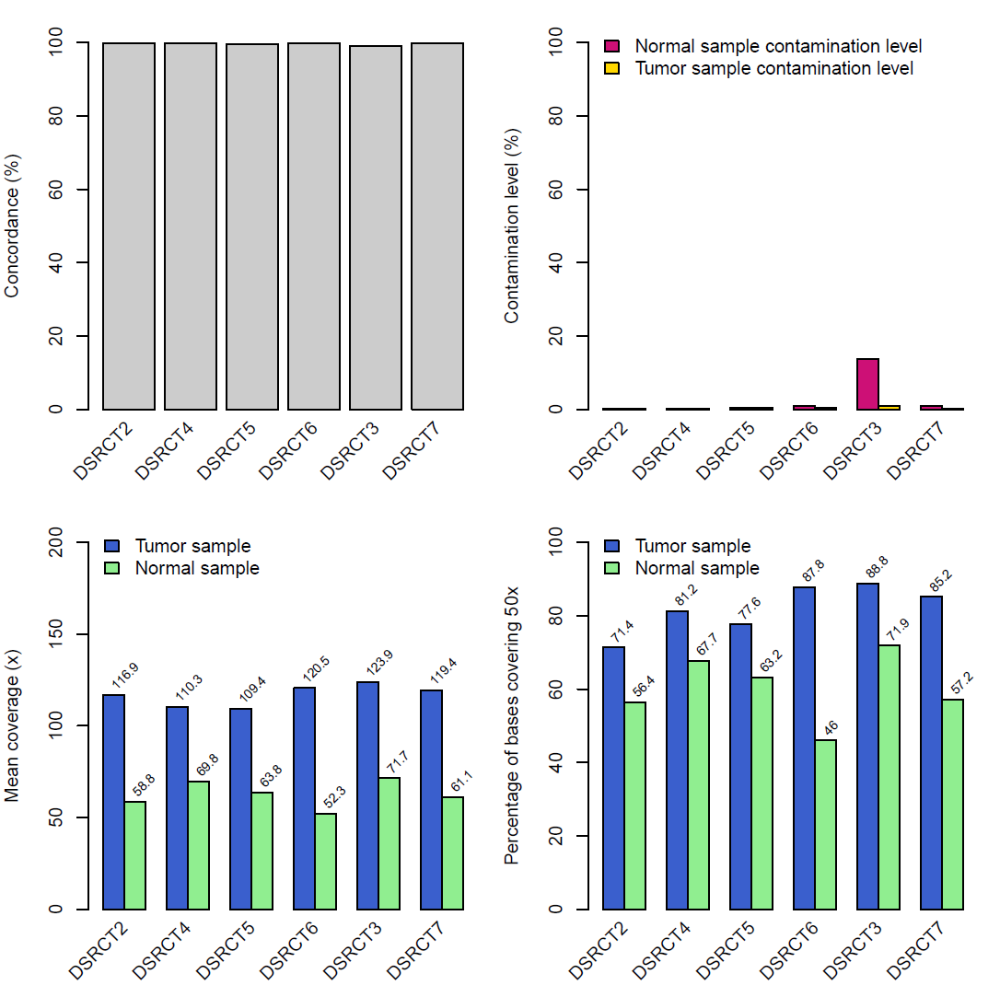 Concordance (%)
100
80
60
40
20
0
DSRCT2
DSRCT4
DSRCT5
DSRCT6
DSRCT3
DSRCT7
Contamination level (%)
100
80
60
40
20
0
Normal sample contamination level
Tumor sample contamination level
DSRCT2
DSRCT4
DSRCT5
DSRCT6
DSRCT3
DSRCT7
Mean coverage (x)
200
150
100
50
0
Tumor sample
Normal sample
116.9
58.8
110.3
69.8
109.4
63.8
120.5
52.3
123.9
71.7
119.4
61.1
DSRCT2
DSRCT4
DSRCT5
DSRCT6
DSRCT3
DSRCT7
Percentage of bases covering 50x
100
80
60
40
20
0
Tumor sample
Normal sample
71.4
56.4
81.2
67.7
77.6
63.2
87.8
46
88.8
71.9
85.2
57.2
DSRCT2
DSRCT4
DSRCT5
DSRCT6
DSRCT3
DSRCT7